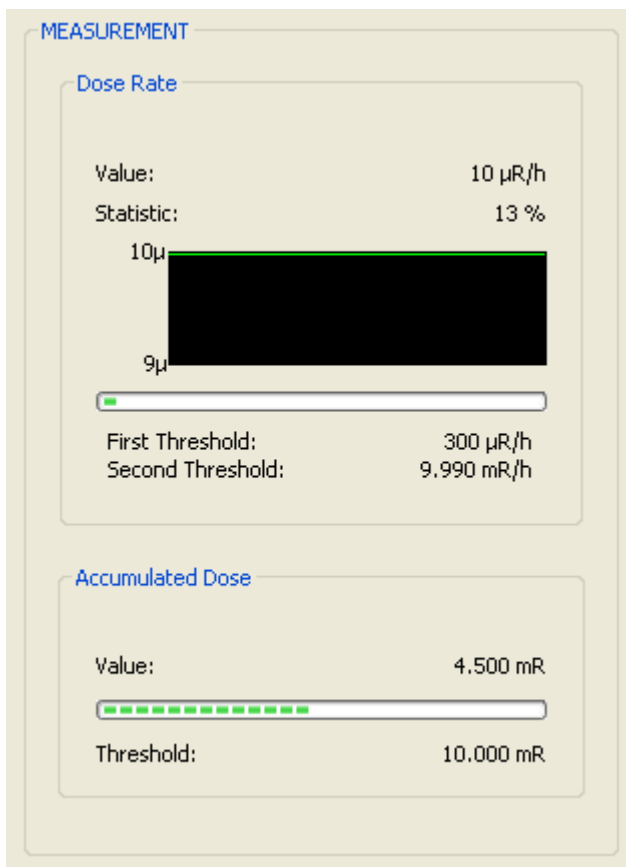 MEASUREMENT
Dose Rate
Value: 10 µR/h
Statistic: 13 %
10µ
9µ
First Threshold: 300 µR/h
Second Threshold: 9.990 mR/h
Accumulated Dose
Value: 4.500 mR
Threshold: 10.000 mR